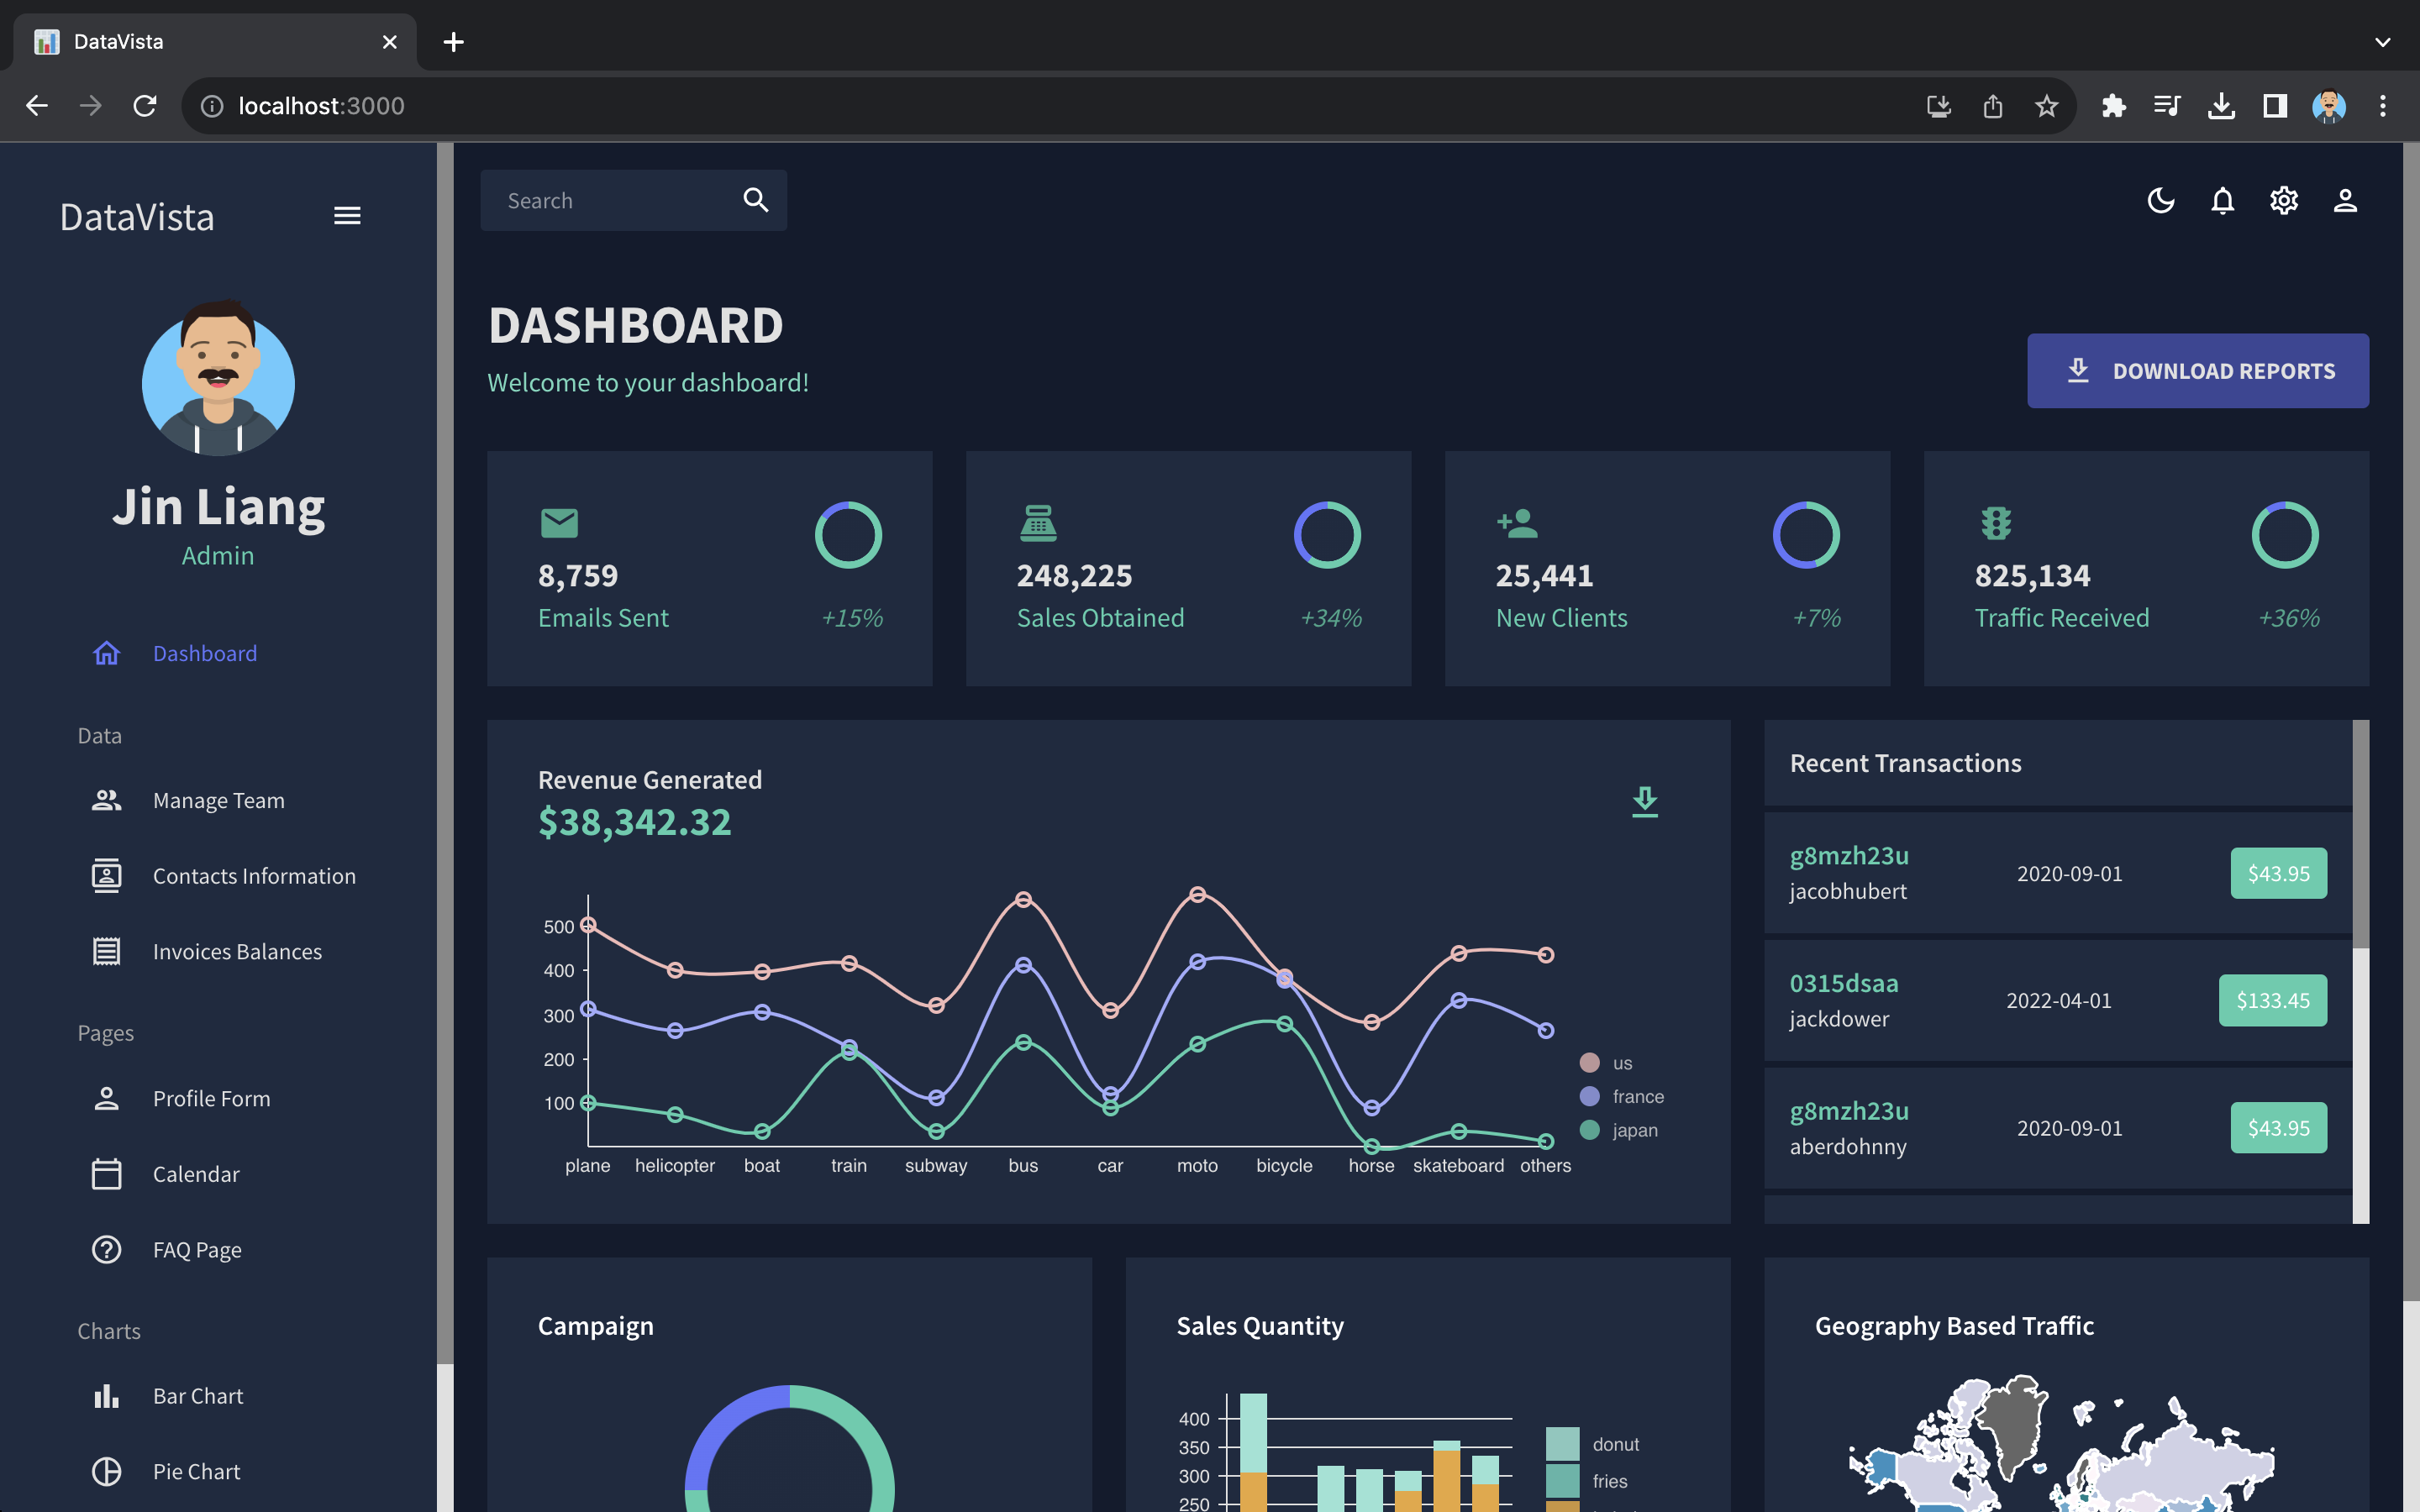 DataVista
localhost:3000
DataVista
Search
Jin Liang
Admin
Dashboard
Data
Manage Team
Contacts Information
Invoices Balances
Pages
Profile Form
Calendar
FAQ Page
Charts
Bar Chart
Pie Chart
DASHBOARD
Welcome to your dashboard!
DOWNLOAD REPORTS
8,759
Emails Sent
+15%
248,225
Sales Obtained
+34%
25,441
New Clients
+7%
825,134
Traffic Received
+36%
Revenue Generated
$38,342.32
500
400
300
200
100
plane helicopter boat train subway bus car moto bicycle horse skateboard others
us
france
japan
Recent Transactions
g8mzh23u
jacobhubert
2020-09-01
$43.95
0315dsaa
jackdower
2022-04-01
$133.45
g8mzh23u
aberdohnny
2020-09-01
$43.95
Campaign
Sales Quantity
400
350
300
250
donut
fries
Geography Based Traffic